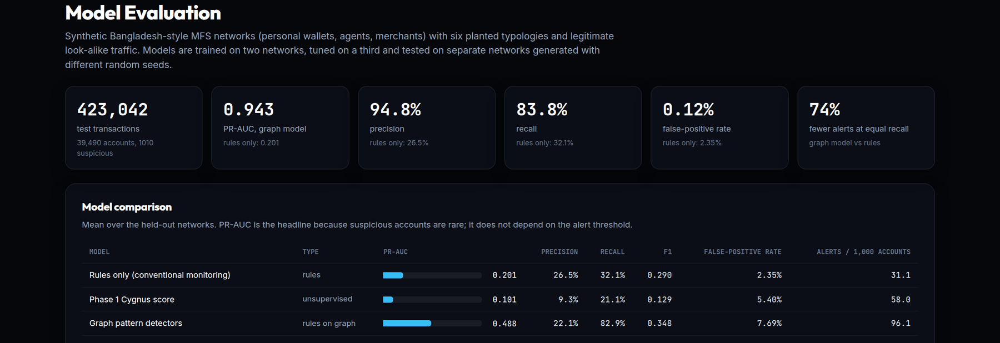 Model Evaluation
Synthetic Bangladesh-style MFS networks (personal wallets, agents, merchants) with six planted typologies and legitimate
look-alike traffic. Models are trained on two networks, tuned on a third and tested on separate networks generated with
different random seeds.
423,042
test transactions
39,490 accounts, 1010
suspicious
0.943
PR-AUC, graph model
rules only: 0.201
94.8%
precision
rules only: 26.5%
83.8%
recall
rules only: 32.1%
0.12%
false-positive rate
rules only: 2.35%
74%
fewer alerts at equal recall
graph model vs rules
Model comparison
Mean over the held-out networks. PR-AUC is the headline because suspicious accounts are rare; it does not depend on the alert threshold.
MODEL TYPE PR-AUC PRECISION RECALL F1 FALSE-POSITIVE RATE ALERTS / 1,000 ACCOUNTS
Rules only (conventional monitoring) rules 0.201 26.5% 32.1% 0.290 2.35% 31.1
Phase 1 Cygnus score unsupervised 0.101 9.3% 21.1% 0.129 5.40% 58.0
Graph pattern detectors rules on graph 0.488 22.1% 82.9% 0.348 7.69% 96.1